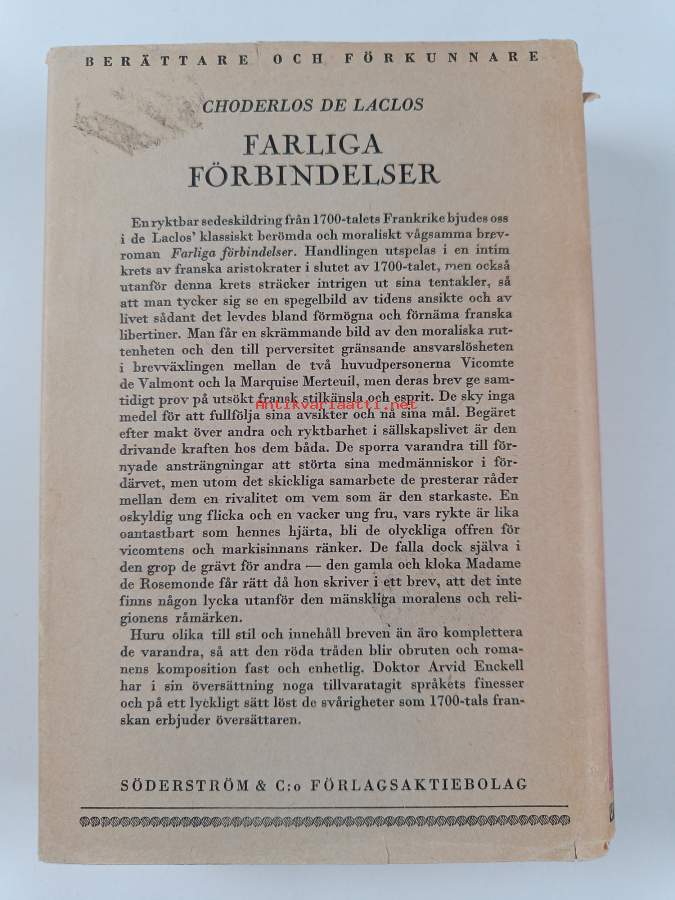 BERÄTTARE OCH FÖRKUNNARE
CHODERLOS DE LACLOS
FARLIGA
FÖRBINDELSER
En ryktbar sedeskildring från 1700-talets Frankrike bjudes oss
i de Laclos' klassiskt berömda och moraliskt vågsamma brev-
roman Farliga förbindelser. Handlingen utspelas i en intim
krets av franska aristokrater i slutet av 1700-talet, men också
utanför denna krets sträcker intrigen ut sina tentakler, så
att man tycker sig se en spegelbild av tidens ansikte och av
livet sådant det levdes bland förmögna och förnäma franska
libertiner. Man får en skrämmande bild av den moraliska rut-
tenheten och den till perversitet gränsande ansvarslösheten
i brevväxlingen mellan de två huvudpersonerna Vicomte
de Valmont och la Marquise Merteuil, men deras brev ge sam-
tidigt prov på utsökt fransk stilkänsla och esprit. De sky inga
Antikvariaatti.net
medel för att fullfölja sina avsikter och nå sina mål. Begäret
efter makt över andra och ryktbarhet i sällskapslivet är den
drivande kraften hos dem båda. De sporra varandra till för-
nyade ansträngningar att störta sina medmänniskor i för-
därvet, men utom det skickliga samarbete de presterar råder
mellan dem en rivalitet om vem som är den starkaste. En
oskyldig ung flicka och en vacker ung fru, vars rykte är lika
oantastbart som hennes hjärta, bli de olyckliga offren för
vicomtens och markisinnans ränker. De falla dock själva i
den grop de grävt för andra — den gamla och kloka Madame
de Rosemonde får rätt då hon skriver i ett brev, att det inte
finns någon lycka utanför den mänskliga moralens och reli-
gionens råmärken.
Huru olika till stil och innehåll breven än äro komplettera
de varandra, så att den röda tråden blir obruten och roma-
nens komposition fast och enhetlig. Doktor Arvid Enckell
har i sin översättning noga tillvaratagit språkets finesser
och på ett lyckligt sätt löst de svårigheter som 1700-tals fran-
skan erbjuder översättaren.
SÖDERSTRÖM & C:o FÖRLAGSAKTIEBOLAG